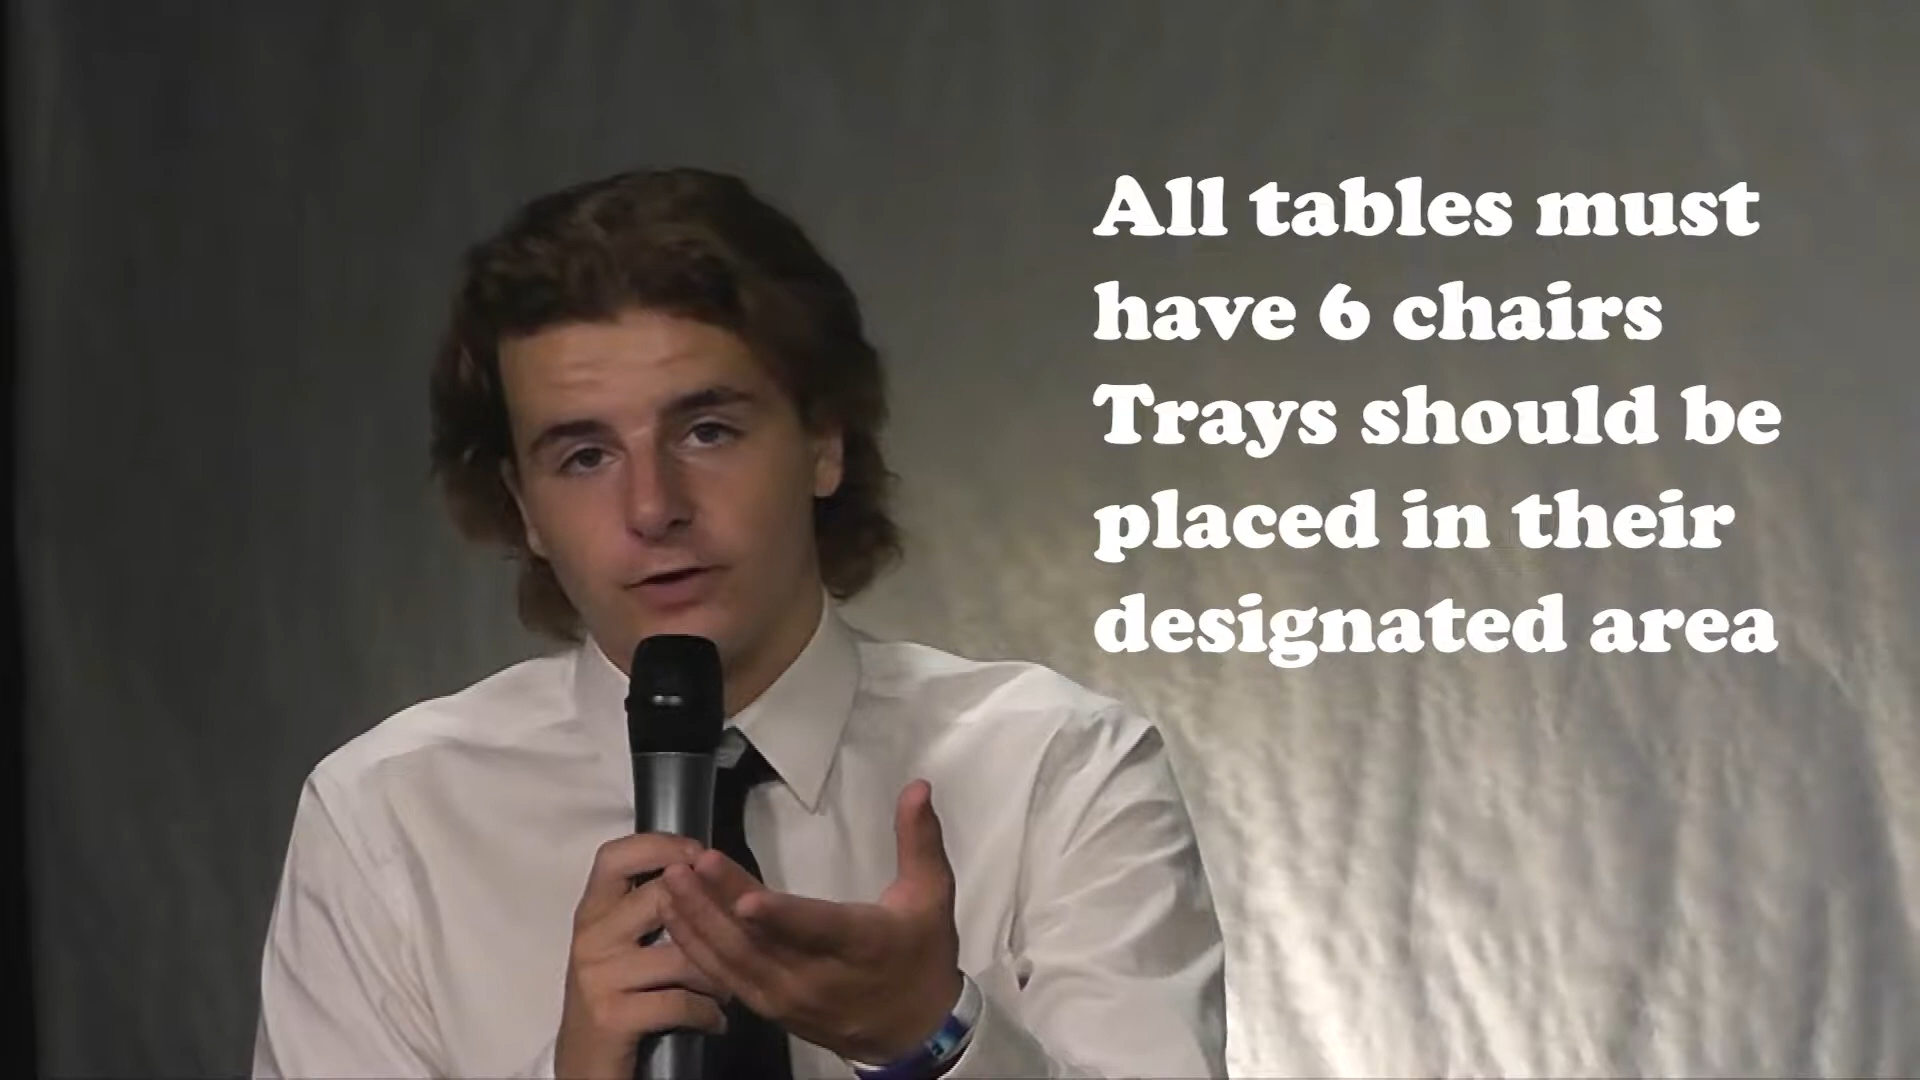 All tables must
have 6 chairs
Trays should be
placed in their
designated area